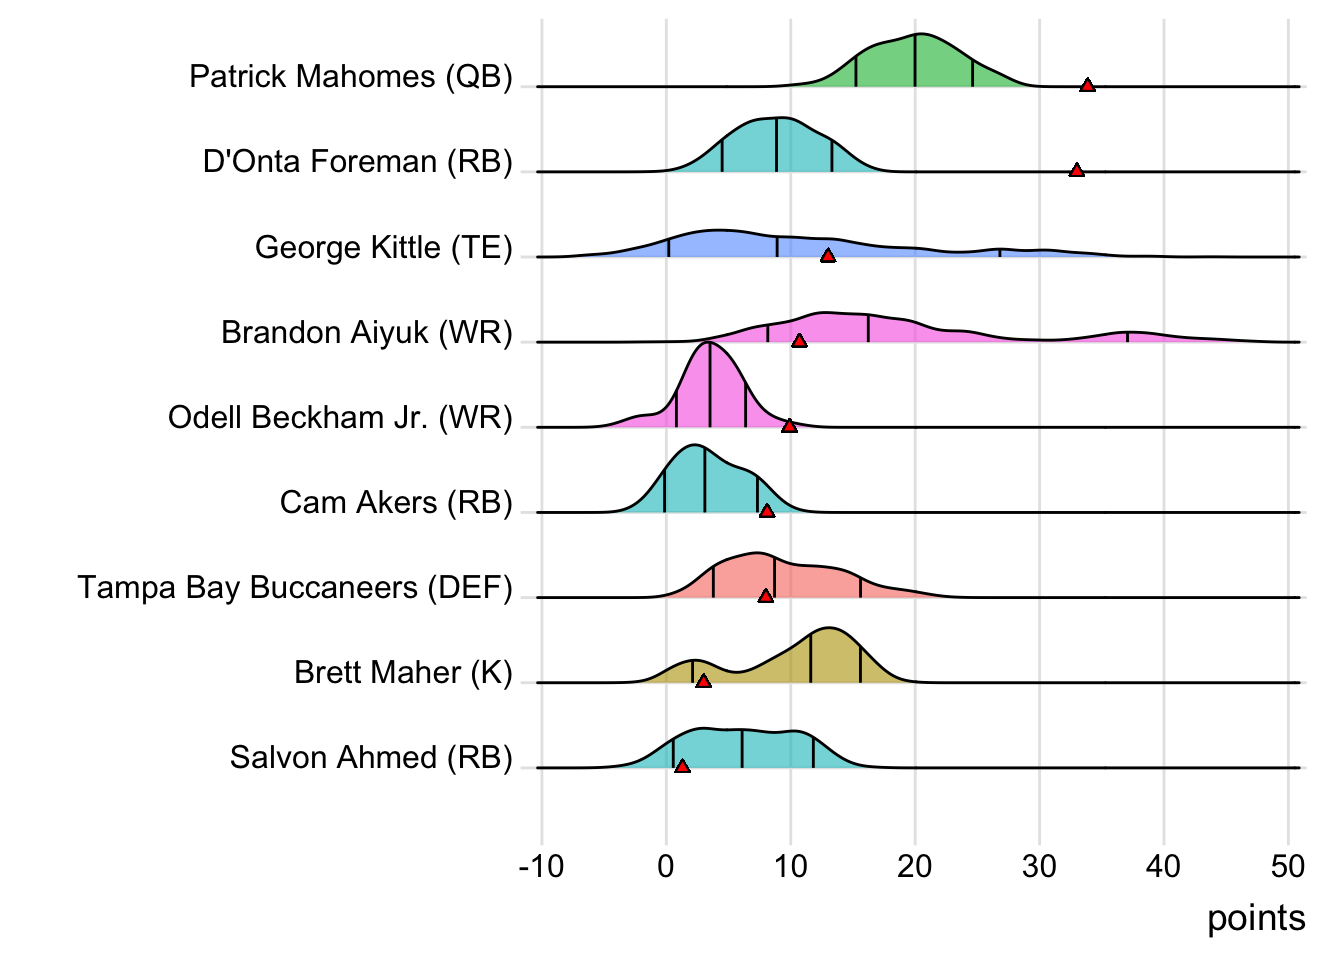 Patrick Mahomes (QB)
D'Onta Foreman (RB)
George Kittle (TE)
Brandon Aiyuk (WR)
Odell Beckham Jr. (WR)
Cam Akers (RB)
Tampa Bay Buccaneers (DEF)
Brett Maher (K)
Salvon Ahmed (RB)
-10 0 10 20 30 40 50
points